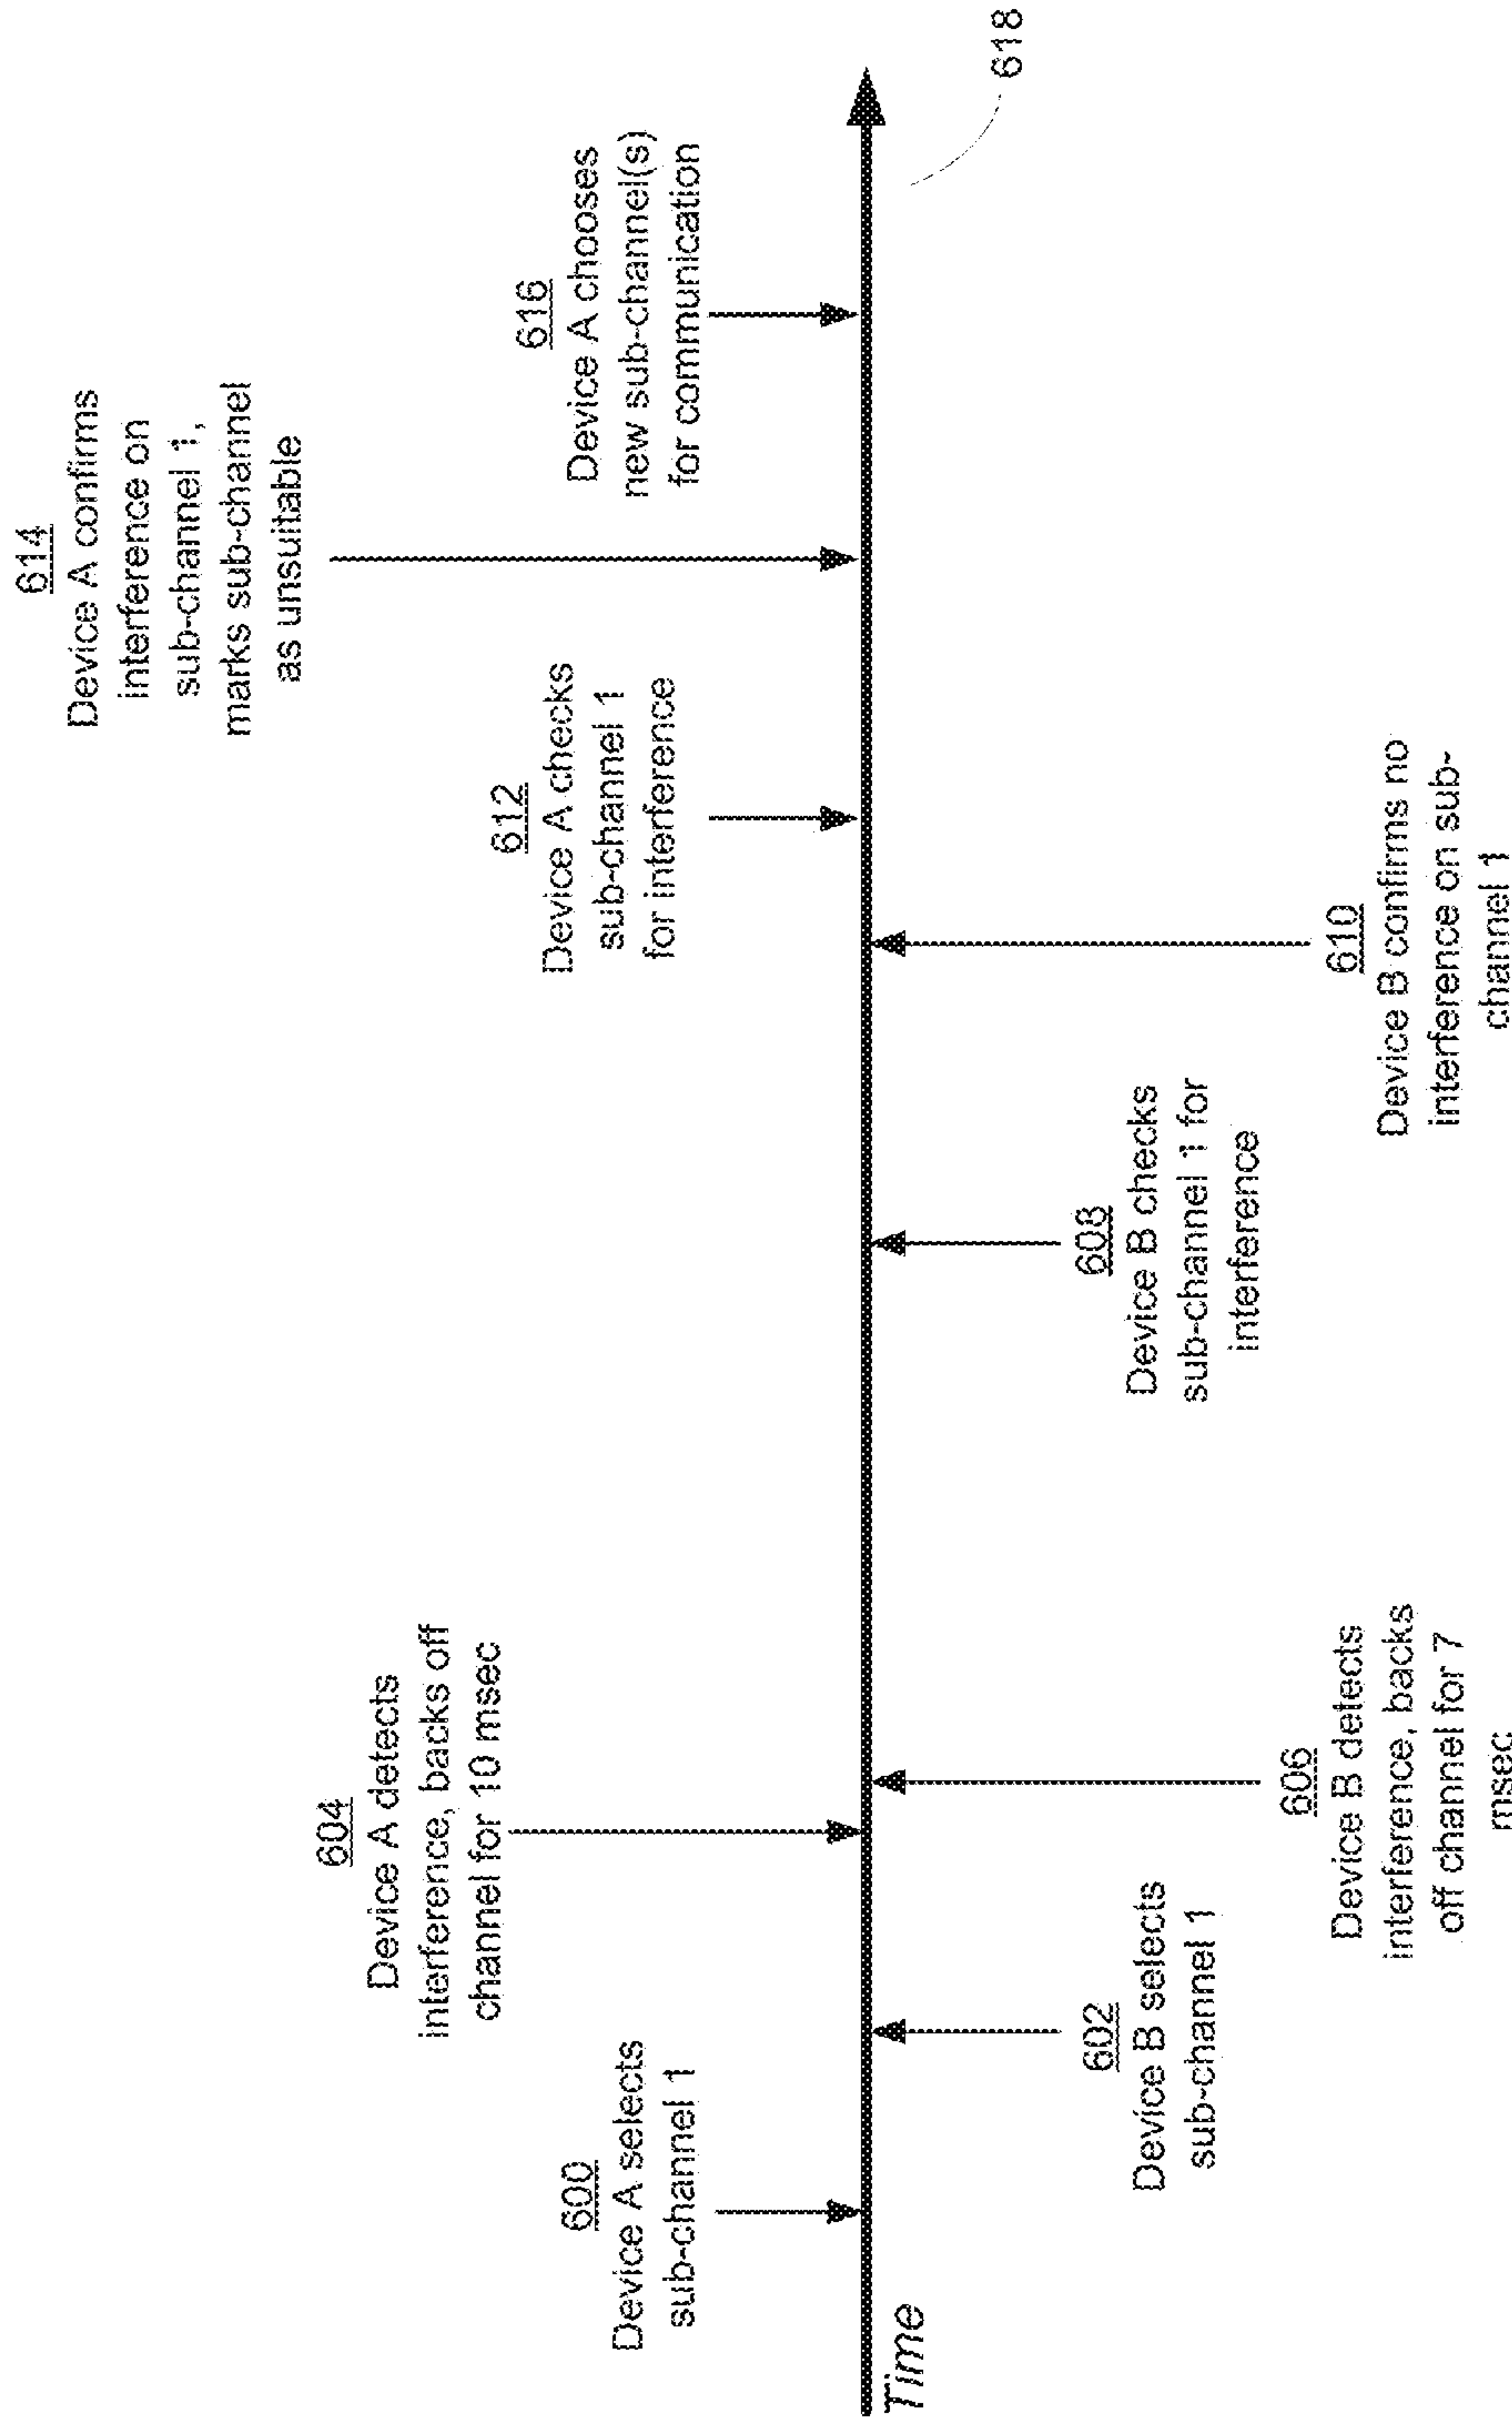 600
Device A selects
sub-channel 1
602
Device B selects
sub-channel 1
604
Device A detects
interference, backs off
channel for 10 msec
606
Device B detects
interference, backs
off channel for 7
msec
608
Device B checks
sub-channel 1 for
interference
610
Device B confirms no
interference on sub-
channel 1
612
Device A checks
sub-channel 1
for interference
614
Device A confirms
interference on
sub-channel 1,
marks sub-channel
as unsuitable
616
Device A chooses
new sub-channel(s)
for communication
Time
618